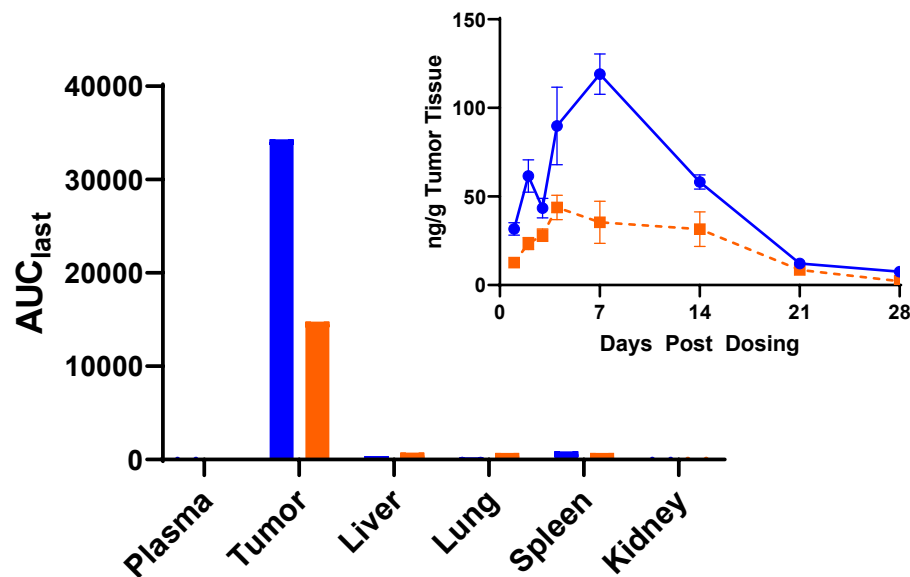 AUClast
40000
30000
20000
10000
0
Plasma
Tumor
Liver
Lung
Spleen
Kidney
ng/g Tumor Tissue
150
100
50
0
0 7 14 21 28
Days Post Dosing